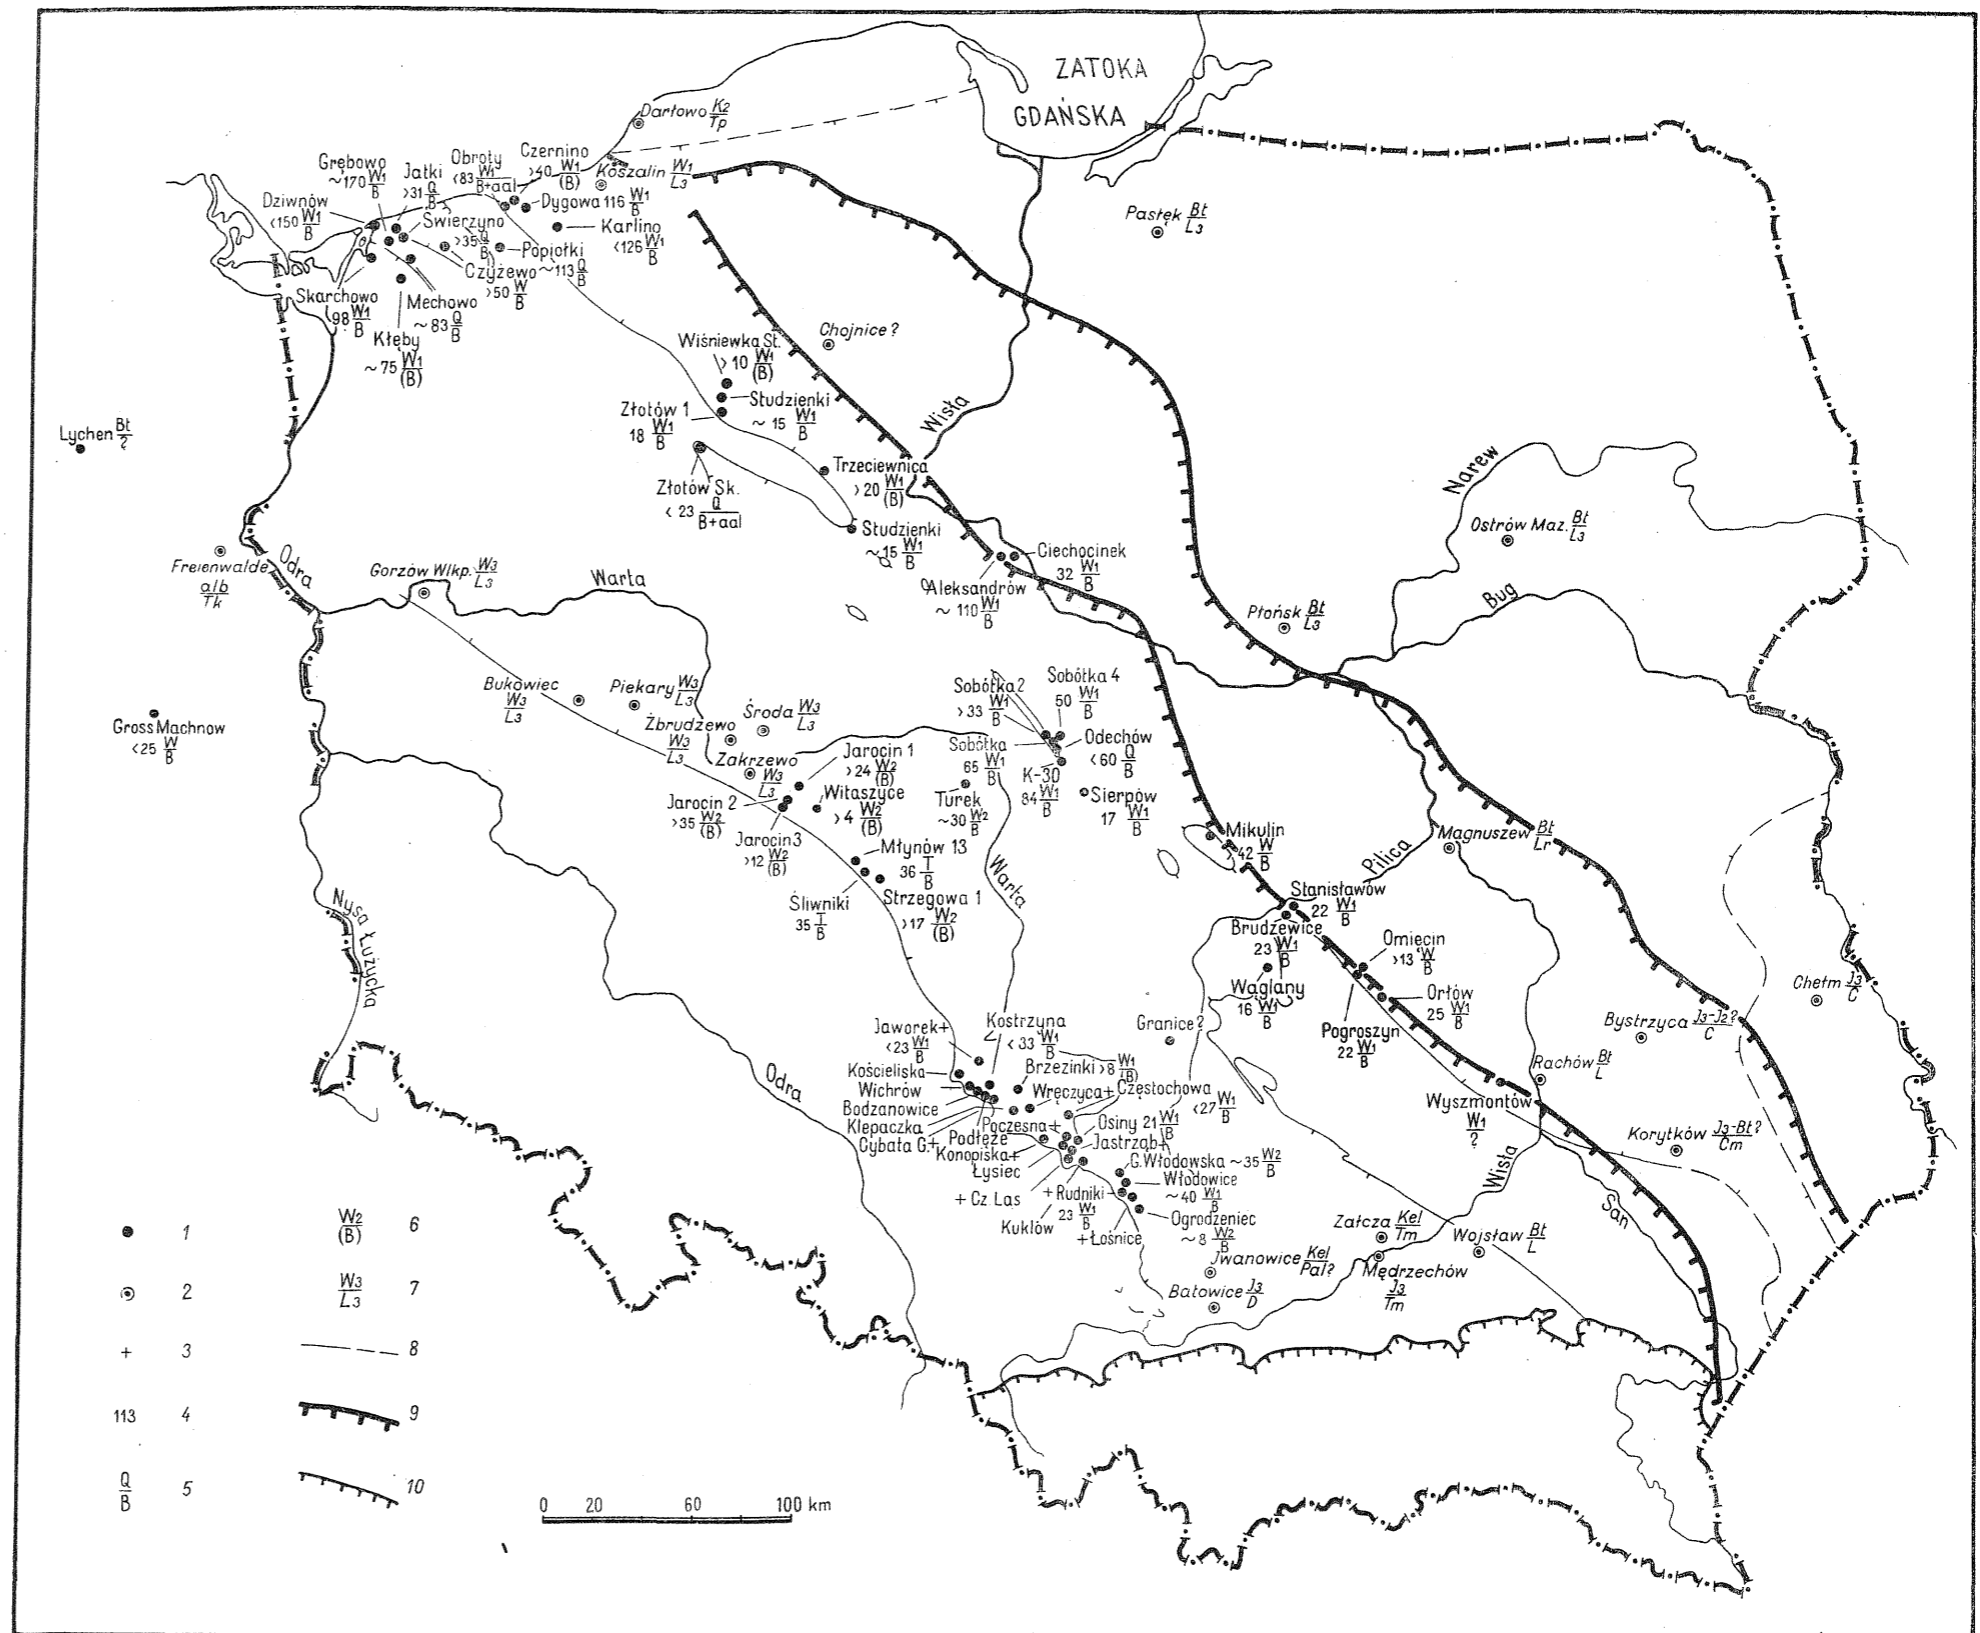 ZATOKA
GDAŃSKA
Darłowo K2/Tp
Grębowo
~170 W1/B
Jatki
>31 Q/B
Obroty
<83 W1/B+aal
Czernino
>40 W1/(B)
Koszalin W1/L3
Dziwnów
<150 W1/B
Dygowa 116 W1/B
Świerzyno
>35 Q/B
Karlino
<126 W1/B
Popiołki
~113 Q/B
Czyżewo
>50 W/B
Skarchowo
98 W1/B
Mechowo
~83 Q/B
Kłęby
~75 W1/(B)
Pasłęk Bt/L3
Chojnice ?
Wiśniewka St.
>10 W1/(B)
Studzienki
~15 W1/B
Złotów 1
18 W1/B
Wisła
Lychen Bt/?
Trzeciewnica
>20 W1/(B)
Złotów Sk.
<23 Q/B+aal
Studzienki
~15 W1/B
Narew
Ostrów Maz. Bt/L3
Ciechocinek
32 W1/B
Aleksandrów
~110 W1/B
Freienwalde
alb/Tk
Odra
Gorzów Wlkp. W3/L3
Warta
Bug
Płońsk Bt/L3
Bukowiec
W3/L3
Piekary W3/L3
Środa W3/L3
Żbrudzewo
W3/L3
Zakrzewo
W3/L3
Gross Machnow
<25 W/B
Sobótka 2
>33 W1/B
Sobótka 4
50 W1/B
Sobótka
65 W1/B
Odechów
<60 Q/B
K-30
84 W1/B
Jarocin 1
>24 W2/(B)
Witaszyce
>4 W2/(B)
Jarocin 2
>35 W2/(B)
Jarocin 3
>12 W2/(B)
Turek
~30 W2/B
Sierpów
17 W1/B
Młynów 13
36 T/B
Śliwniki
35 T/B
Strzegowa 1
>17 W2/(B)
Warta
Mikulin
>42 W/B
Pilica
Magnuszew Bt/Lr
Stanisławów
22 W1/B
Brudzewice
23 W1/B
Omięcin
>13 W/B
Wąglany
16 W1/B
Orłów
25 W1/B
Pogroszyn
22 W1/B
Nysa Łużycka
Chełm J3/C
Bystrzyca J3-J2?/C
Granice ?
Rachów Bt/L
Wyszmontów
W1/?
Korytków J3-Bt?/Cm
Odra
Jaworek+
<23 W1/B
Kostrzyna
<33 W1/B
Kościeliska
Brzezinki >8 W1/(B)
Wichrów
Wręczyca+
Częstochowa
<27 W1/B
Bodzanowice
Klepaczka
Cybata G.+
Podłęże
Poczesna+
Osiny 21 W1/B
Konopiska+
Jastrząb+
Łysiec
G.Włodowska ~35 W2/B
Włodowice
~40 W1/B
+ Cz Las
+Rudniki
23 W1/B
Kuklów
+Łośnice
Ogrodzeniec
~8 W2/B
Jwanowice Kel/Pal?
Batowice J3/D
Załcza Kel/Tm
Mędrzechów
J3/Tm
Wojsław Bt/L
Wisła
San
1
2
+ 3
113 4
Q/B 5
W2/(B) 6
W3/L3 7
8
9
10
0 20 60 100 km